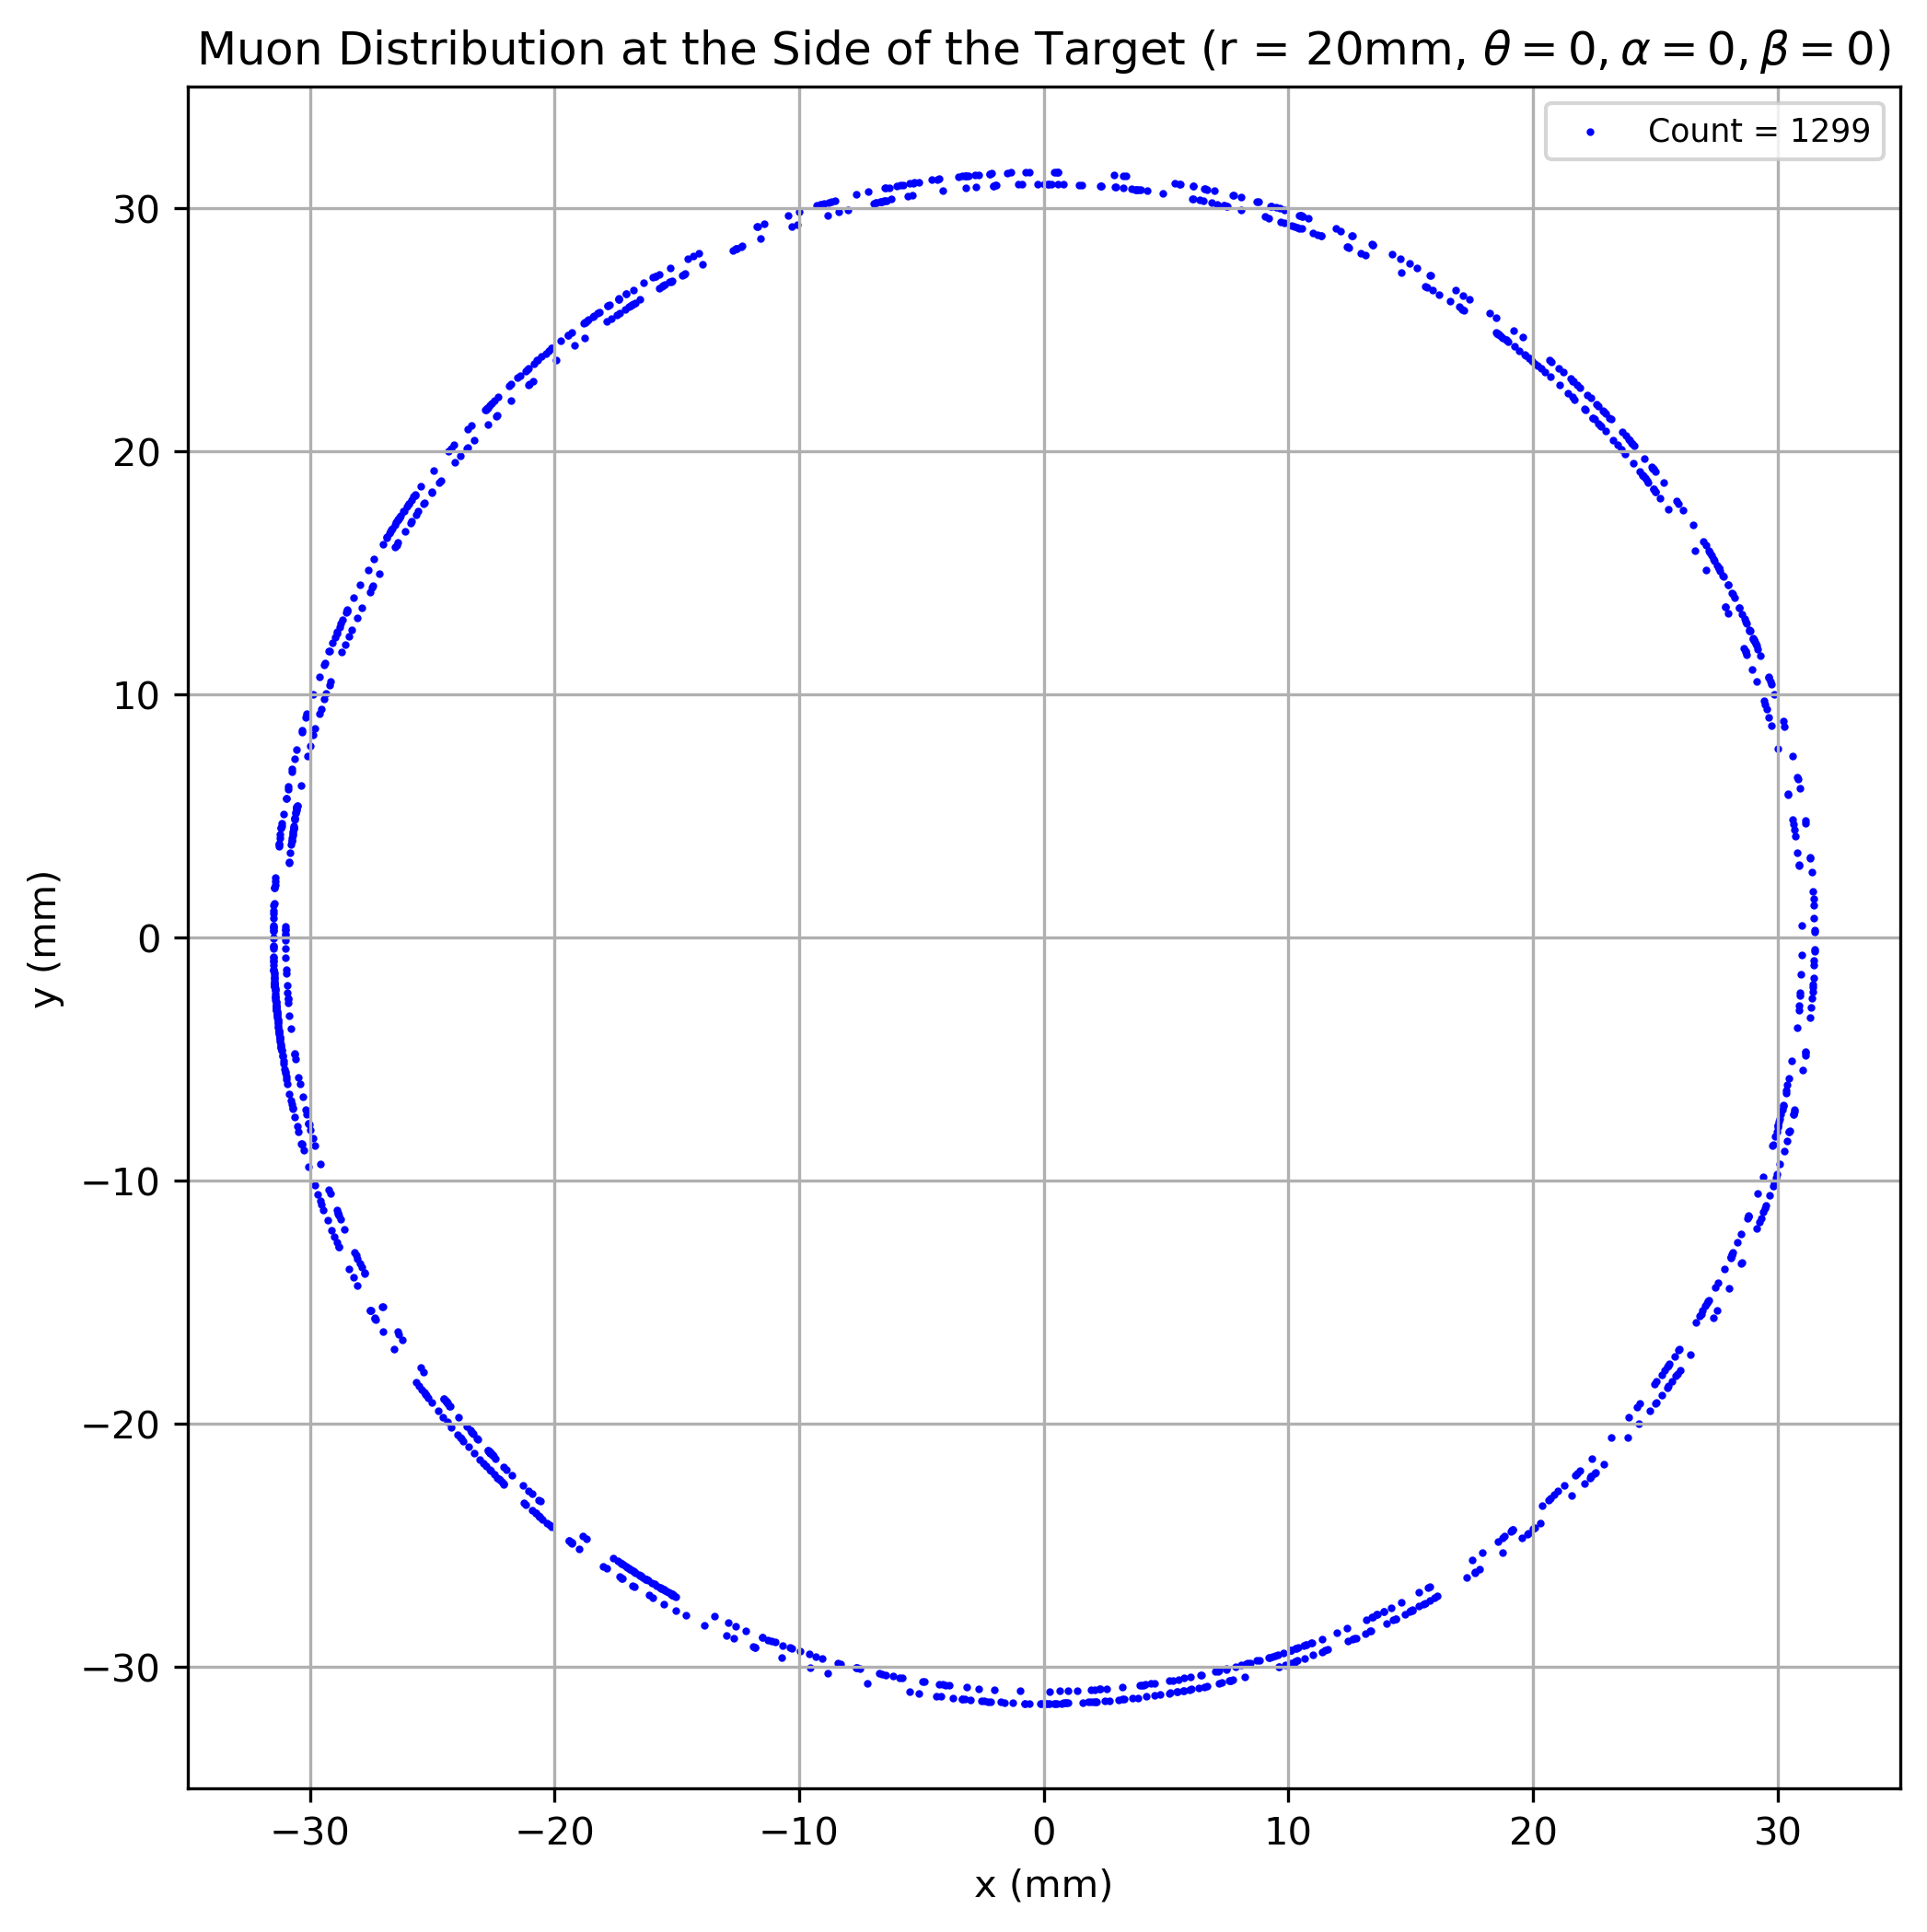 Muon Distribution at the Side of the Target (r = 20mm, θ = 0, α = 0, β = 0)
Count = 1299
30
20
10
0
−10
−20
−30
y (mm)
−30 −20 −10 0 10 20 30
x (mm)